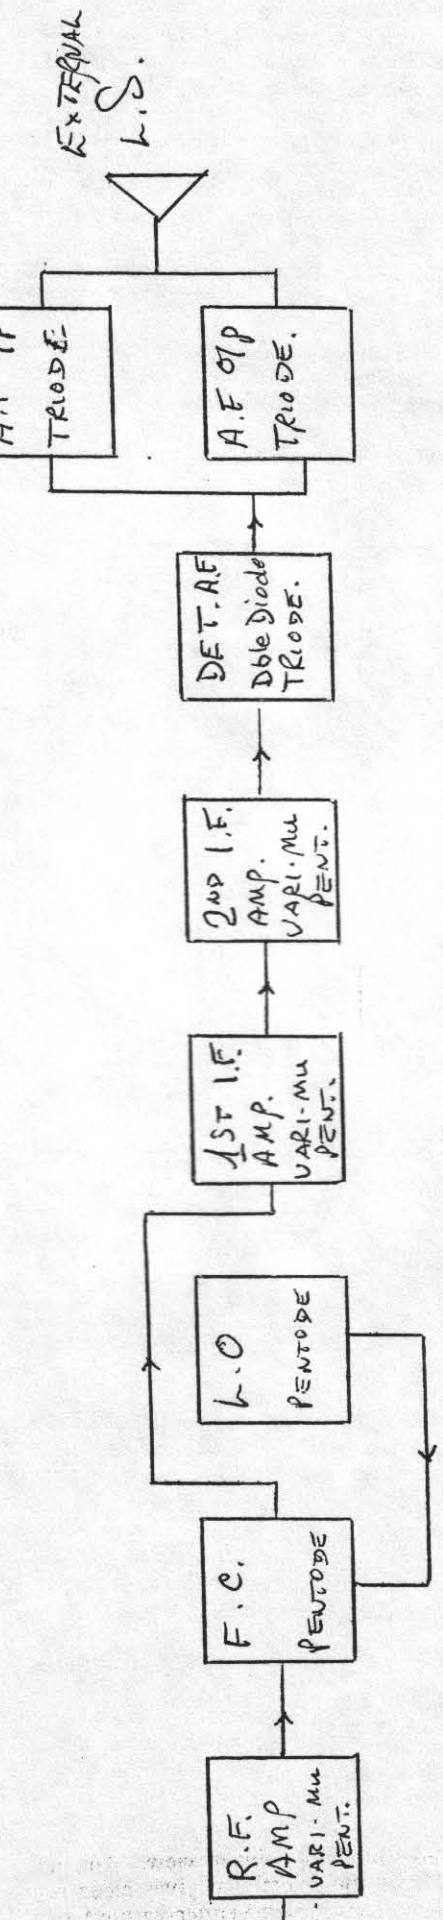 R.F.
AMP
VARI-MU
PENT.
F.C.
PENTODE
L.O
PENTODE
1ST I.F.
AMP.
VARI-MU
PENT.
2ND I.F.
AMP.
VARI-MU
PENT.
DET.A.F
Dble Diode
TRIODE.
TRIODE
A.F O/p
TRIODE.
EXTERNAL
L.S.